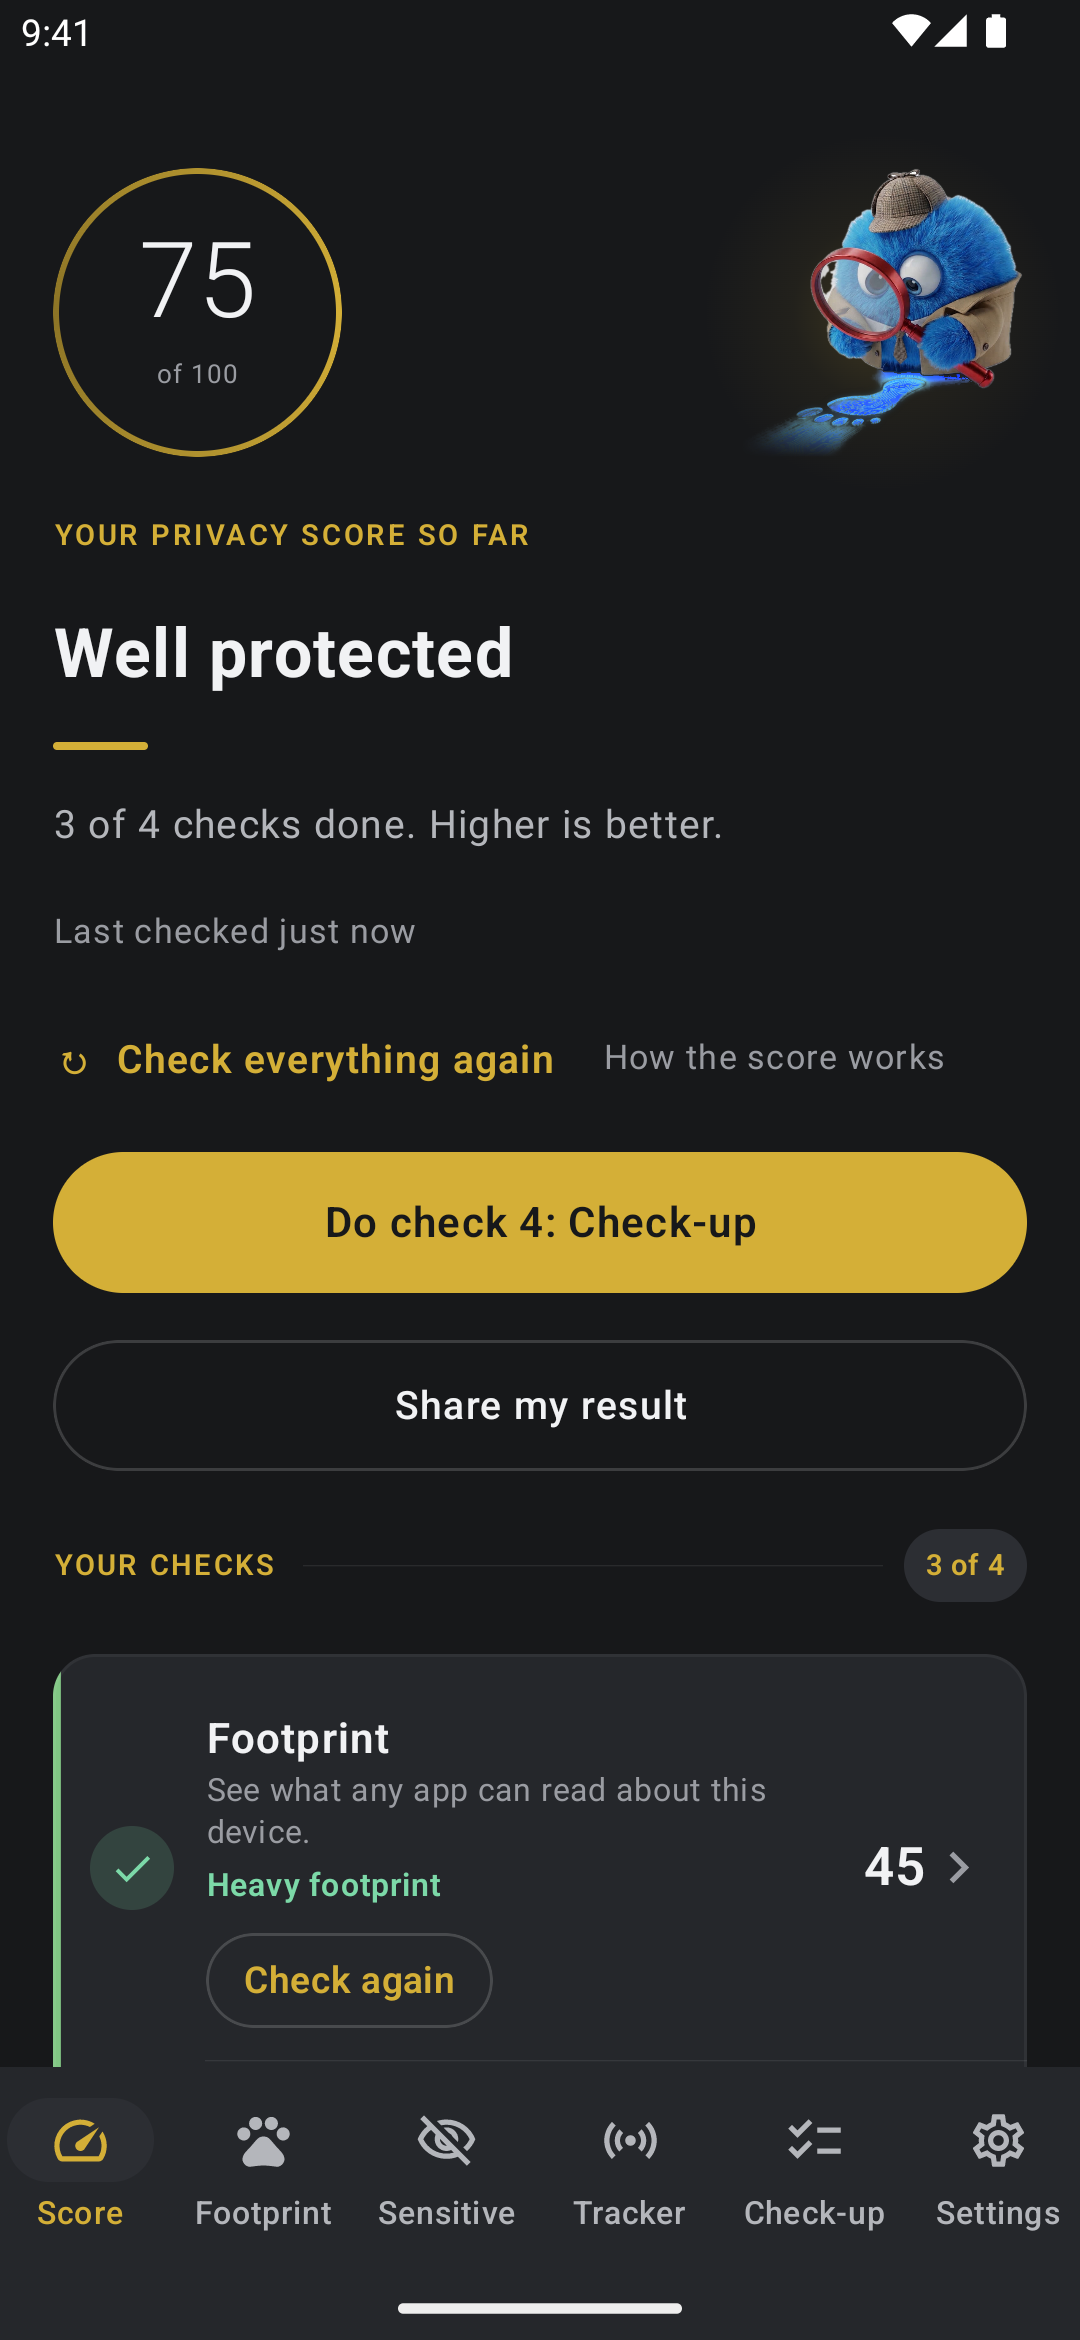 9:41
75
of 100
YOUR PRIVACY SCORE SO FAR
Well protected
3 of 4 checks done. Higher is better.
Last checked just now
↻ Check everything again
How the score works
Do check 4: Check-up
Share my result
YOUR CHECKS
3 of 4
Footprint
See what any app can read about this
device.
Heavy footprint
45
Check again
Score
Footprint
Sensitive
Tracker
Check-up
Settings